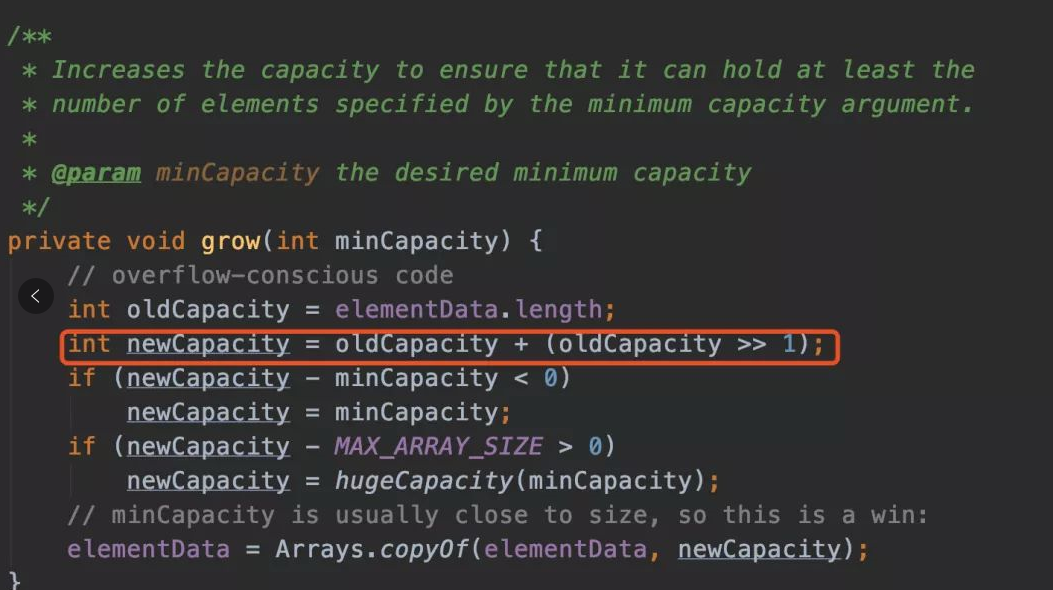 /**
 * Increases the capacity to ensure that it can hold at least the
 * number of elements specified by the minimum capacity argument.
 *
 * @param minCapacity the desired minimum capacity
 */
private void grow(int minCapacity) {
    // overflow-conscious code
    int oldCapacity = elementData.length;
    int newCapacity = oldCapacity + (oldCapacity >> 1);
    if (newCapacity - minCapacity < 0)
        newCapacity = minCapacity;
    if (newCapacity - MAX_ARRAY_SIZE > 0)
        newCapacity = hugeCapacity(minCapacity);
    // minCapacity is usually close to size, so this is a win:
    elementData = Arrays.copyOf(elementData, newCapacity);
}